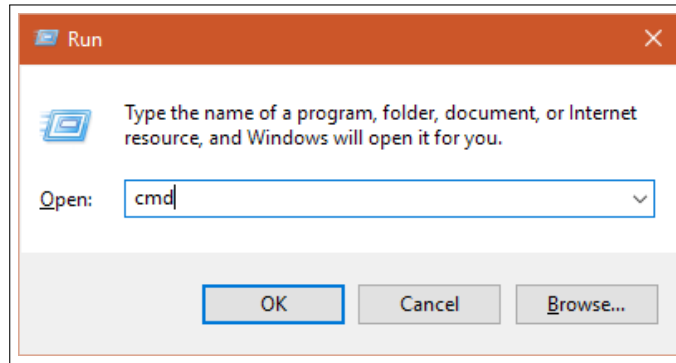 Run
Type the name of a program, folder, document, or Internet
resource, and Windows will open it for you.
Open: cmd
OK Cancel Browse...